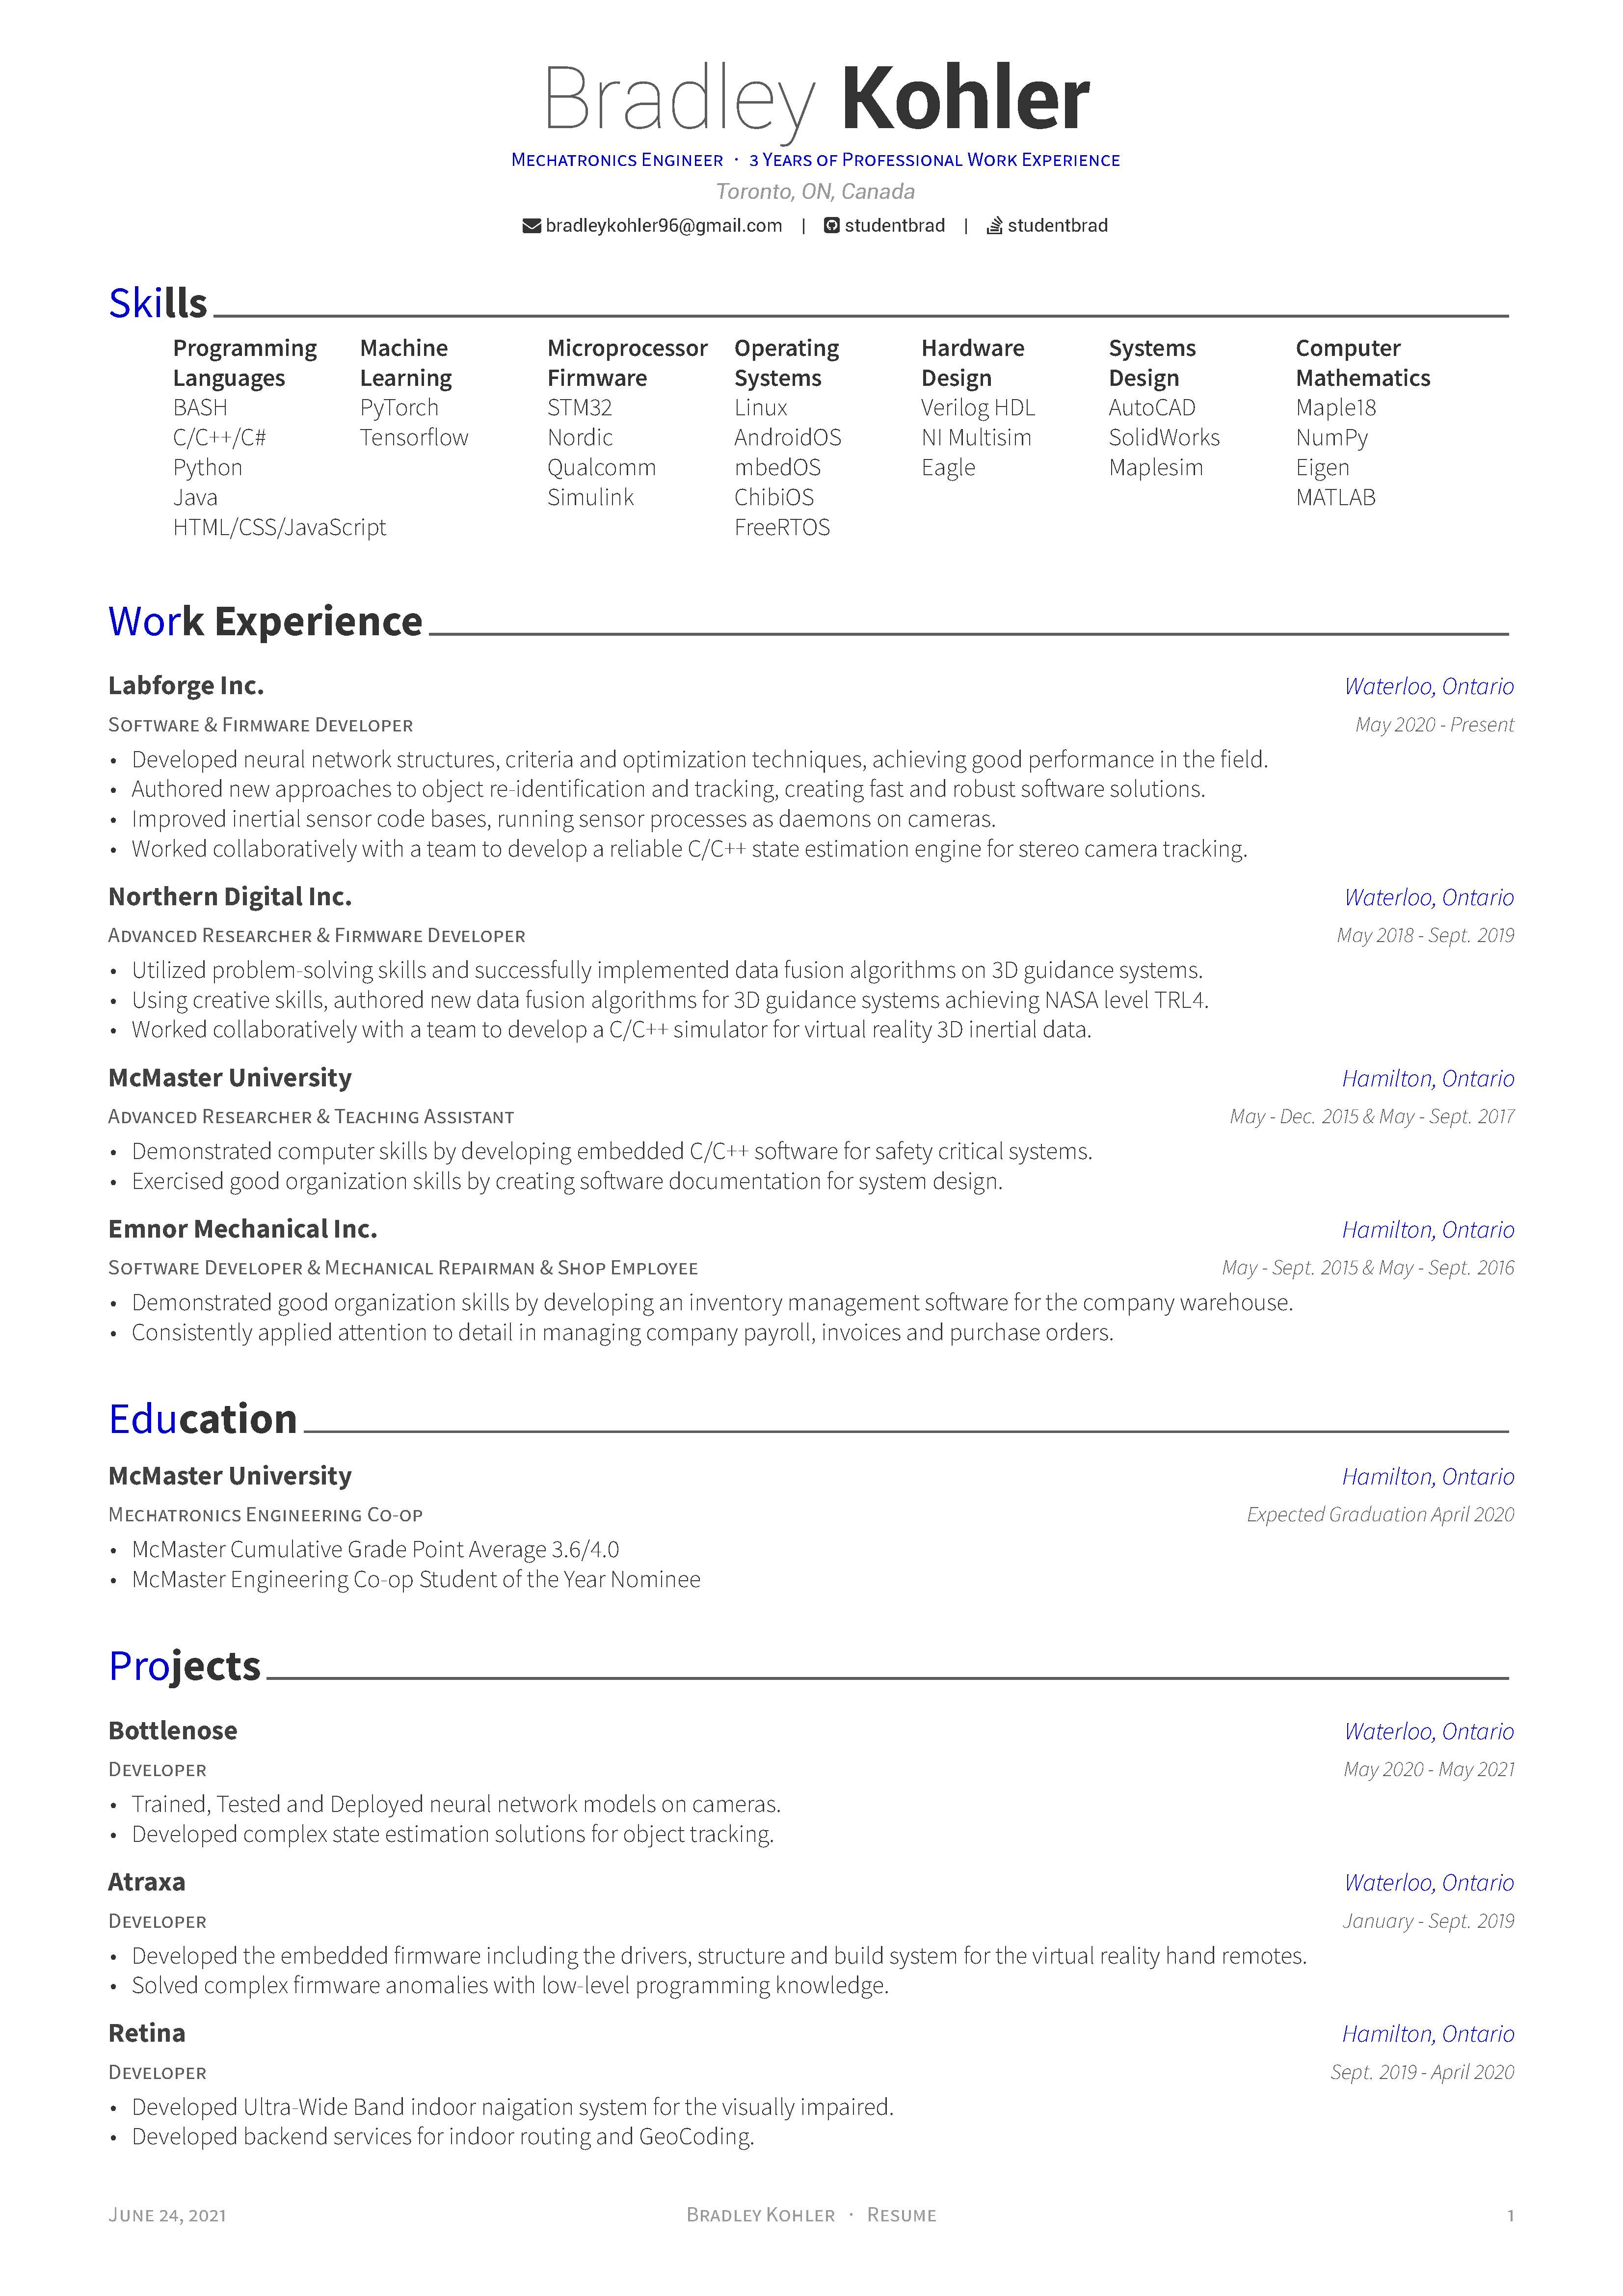 Bradley Kohler
Mechatronics Engineer · 3 Years of Professional Work Experience
Toronto, ON, Canada
bradleykohler96@gmail.com | studentbrad | studentbrad
Skills
Programming Languages
BASH
C/C++/C#
Python
Java
HTML/CSS/JavaScript
Machine Learning
PyTorch
Tensorflow
Microprocessor Firmware
STM32
Nordic
Qualcomm
Simulink
Operating Systems
Linux
AndroidOS
mbedOS
ChibiOS
FreeRTOS
Hardware Design
Verilog HDL
NI Multisim
Eagle
Systems Design
AutoCAD
SolidWorks
Maplesim
Computer Mathematics
Maple18
NumPy
Eigen
MATLAB
Work Experience
Labforge Inc. Waterloo, Ontario
Software & Firmware Developer May 2020 - Present
• Developed neural network structures, criteria and optimization techniques, achieving good performance in the field.
• Authored new approaches to object re-identification and tracking, creating fast and robust software solutions.
• Improved inertial sensor code bases, running sensor processes as daemons on cameras.
• Worked collaboratively with a team to develop a reliable C/C++ state estimation engine for stereo camera tracking.
Northern Digital Inc. Waterloo, Ontario
Advanced Researcher & Firmware Developer May 2018 - Sept. 2019
• Utilized problem-solving skills and successfully implemented data fusion algorithms on 3D guidance systems.
• Using creative skills, authored new data fusion algorithms for 3D guidance systems achieving NASA level TRL4.
• Worked collaboratively with a team to develop a C/C++ simulator for virtual reality 3D inertial data.
McMaster University Hamilton, Ontario
Advanced Researcher & Teaching Assistant May - Dec. 2015 & May - Sept. 2017
• Demonstrated computer skills by developing embedded C/C++ software for safety critical systems.
• Exercised good organization skills by creating software documentation for system design.
Emnor Mechanical Inc. Hamilton, Ontario
Software Developer & Mechanical Repairman & Shop Employee May - Sept. 2015 & May - Sept. 2016
• Demonstrated good organization skills by developing an inventory management software for the company warehouse.
• Consistently applied attention to detail in managing company payroll, invoices and purchase orders.
Education
McMaster University Hamilton, Ontario
Mechatronics Engineering Co-op Expected Graduation April 2020
• McMaster Cumulative Grade Point Average 3.6/4.0
• McMaster Engineering Co-op Student of the Year Nominee
Projects
Bottlenose Waterloo, Ontario
Developer May 2020 - May 2021
• Trained, Tested and Deployed neural network models on cameras.
• Developed complex state estimation solutions for object tracking.
Atraxa Waterloo, Ontario
Developer January - Sept. 2019
• Developed the embedded firmware including the drivers, structure and build system for the virtual reality hand remotes.
• Solved complex firmware anomalies with low-level programming knowledge.
Retina Hamilton, Ontario
Developer Sept. 2019 - April 2020
• Developed Ultra-Wide Band indoor naigation system for the visually impaired.
• Developed backend services for indoor routing and GeoCoding.
June 24, 2021 Bradley Kohler · Resume 1